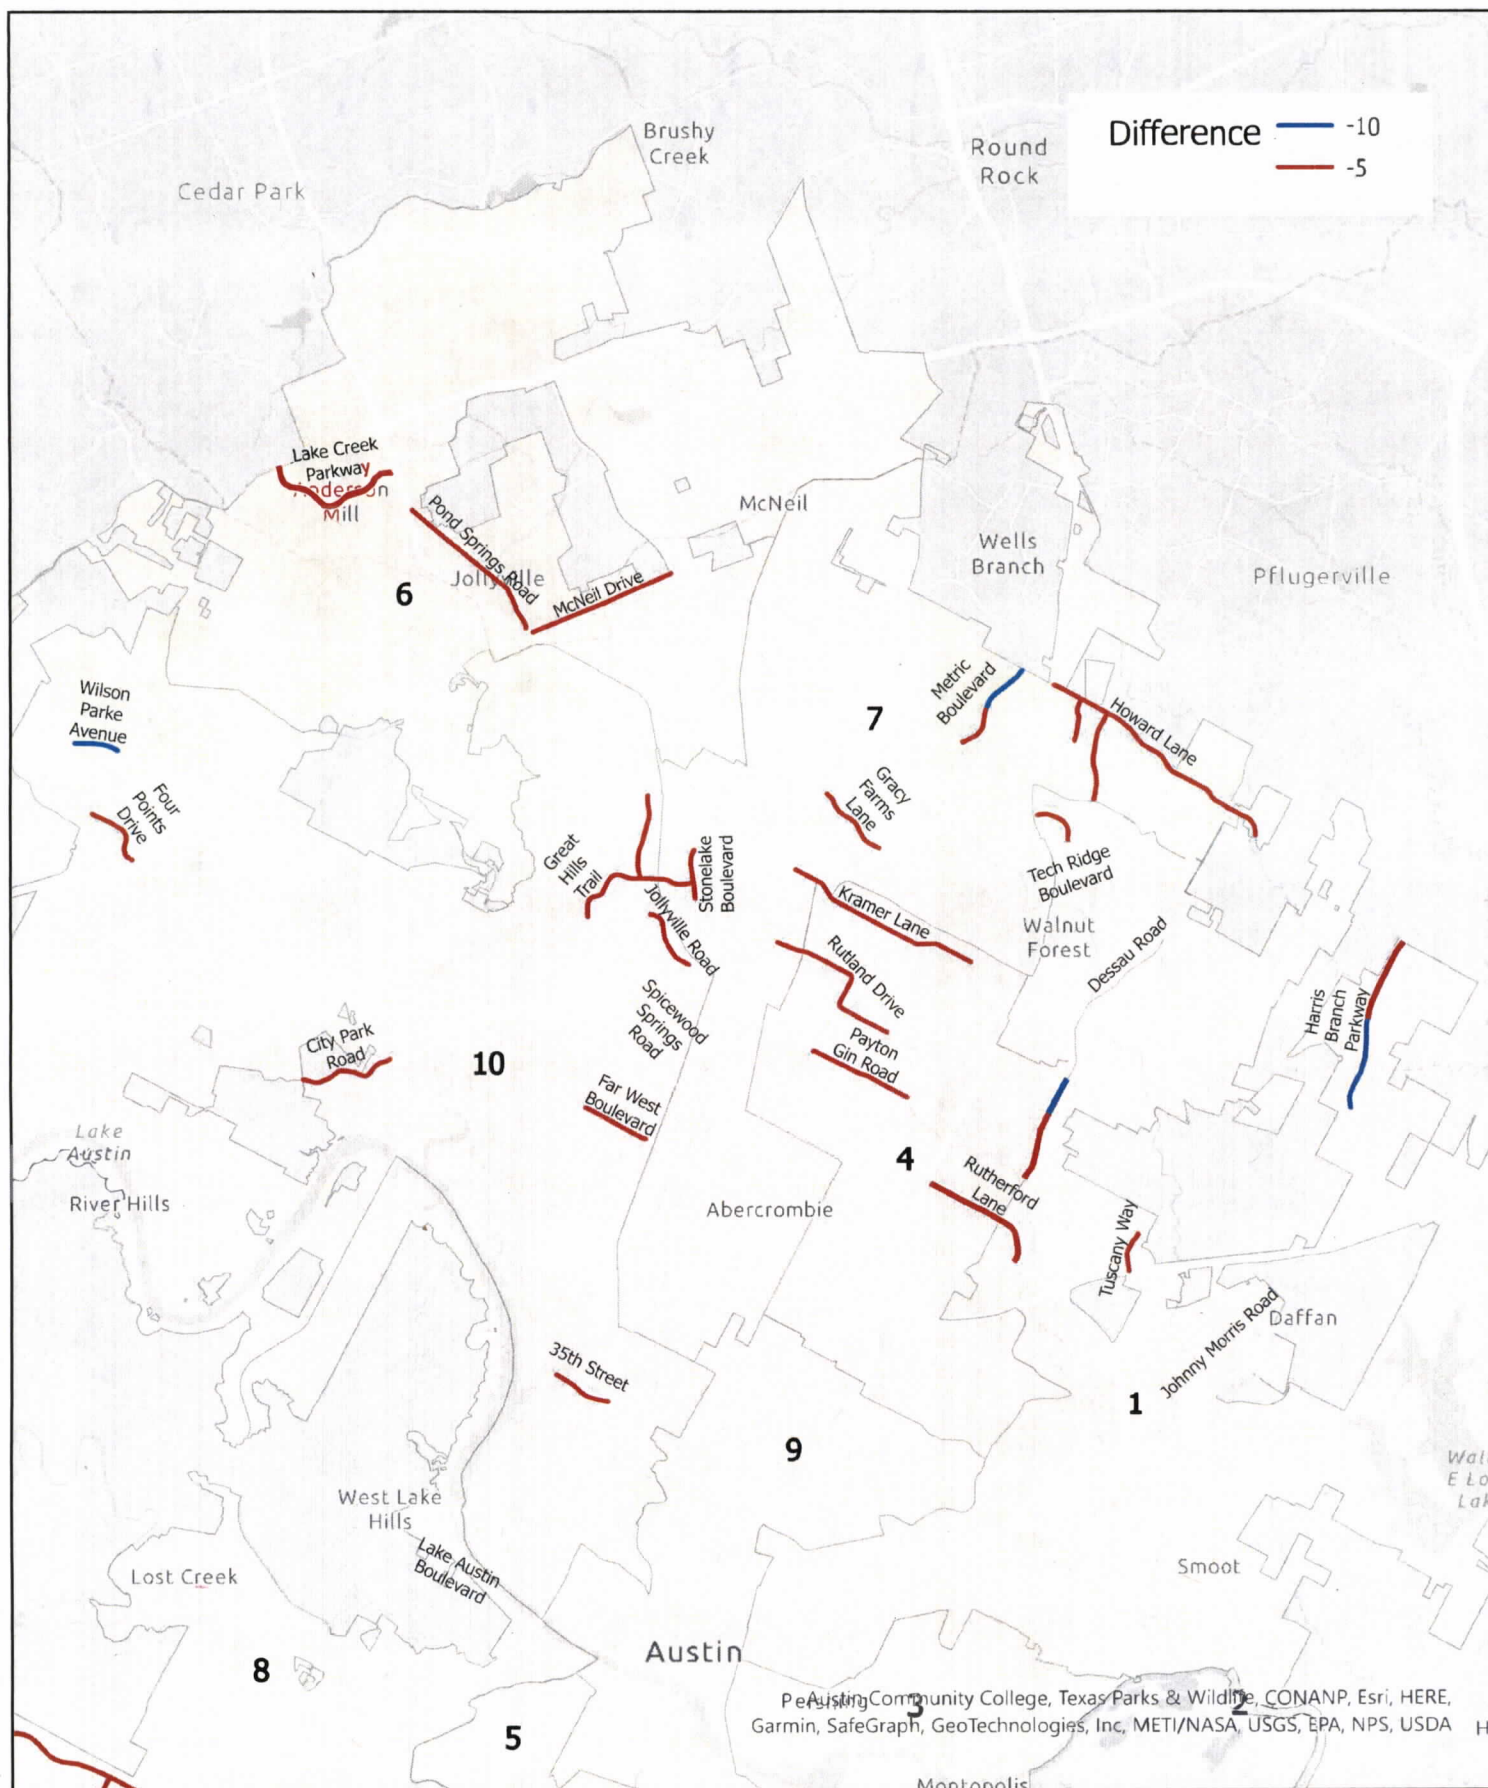 Difference
-10
-5
Brushy
Creek
Round
Rock
Cedar Park
Lake Creek
Parkway
Anderson
Mill
McNeil
Pond Springs Road
Jollyville
McNeil Drive
Wells
Branch
Pflugerville
6
Wilson
Parke
Avenue
Metric
Boulevard
7
Howard Lane
Four
Points
Drive
Gracy
Farms
Lane
Great
Hills
Trail
Stonelake
Boulevard
Tech Ridge
Boulevard
Jollyville Road
Kramer Lane
Walnut
Forest
Dessau Road
Rutland Drive
Harris
Branch
Parkway
Spicewood
Springs
Road
City Park
Road
10
Payton
Gin Road
Far West
Boulevard
Lake
Austin
River Hills
4
Rutherford
Lane
Abercrombie
Tuscany Way
Johnny Morris Road
Daffan
35th Street
1
9
West Lake
Hills
Lake Austin
Boulevard
Lost Creek
Smoot
Austin
8
Pershing
3
2
Austin Community College, Texas Parks & Wildlife, CONANP, Esri, HERE,
Garmin, SafeGraph, GeoTechnologies, Inc, METI/NASA, USGS, EPA, NPS, USDA
5
Montopolis